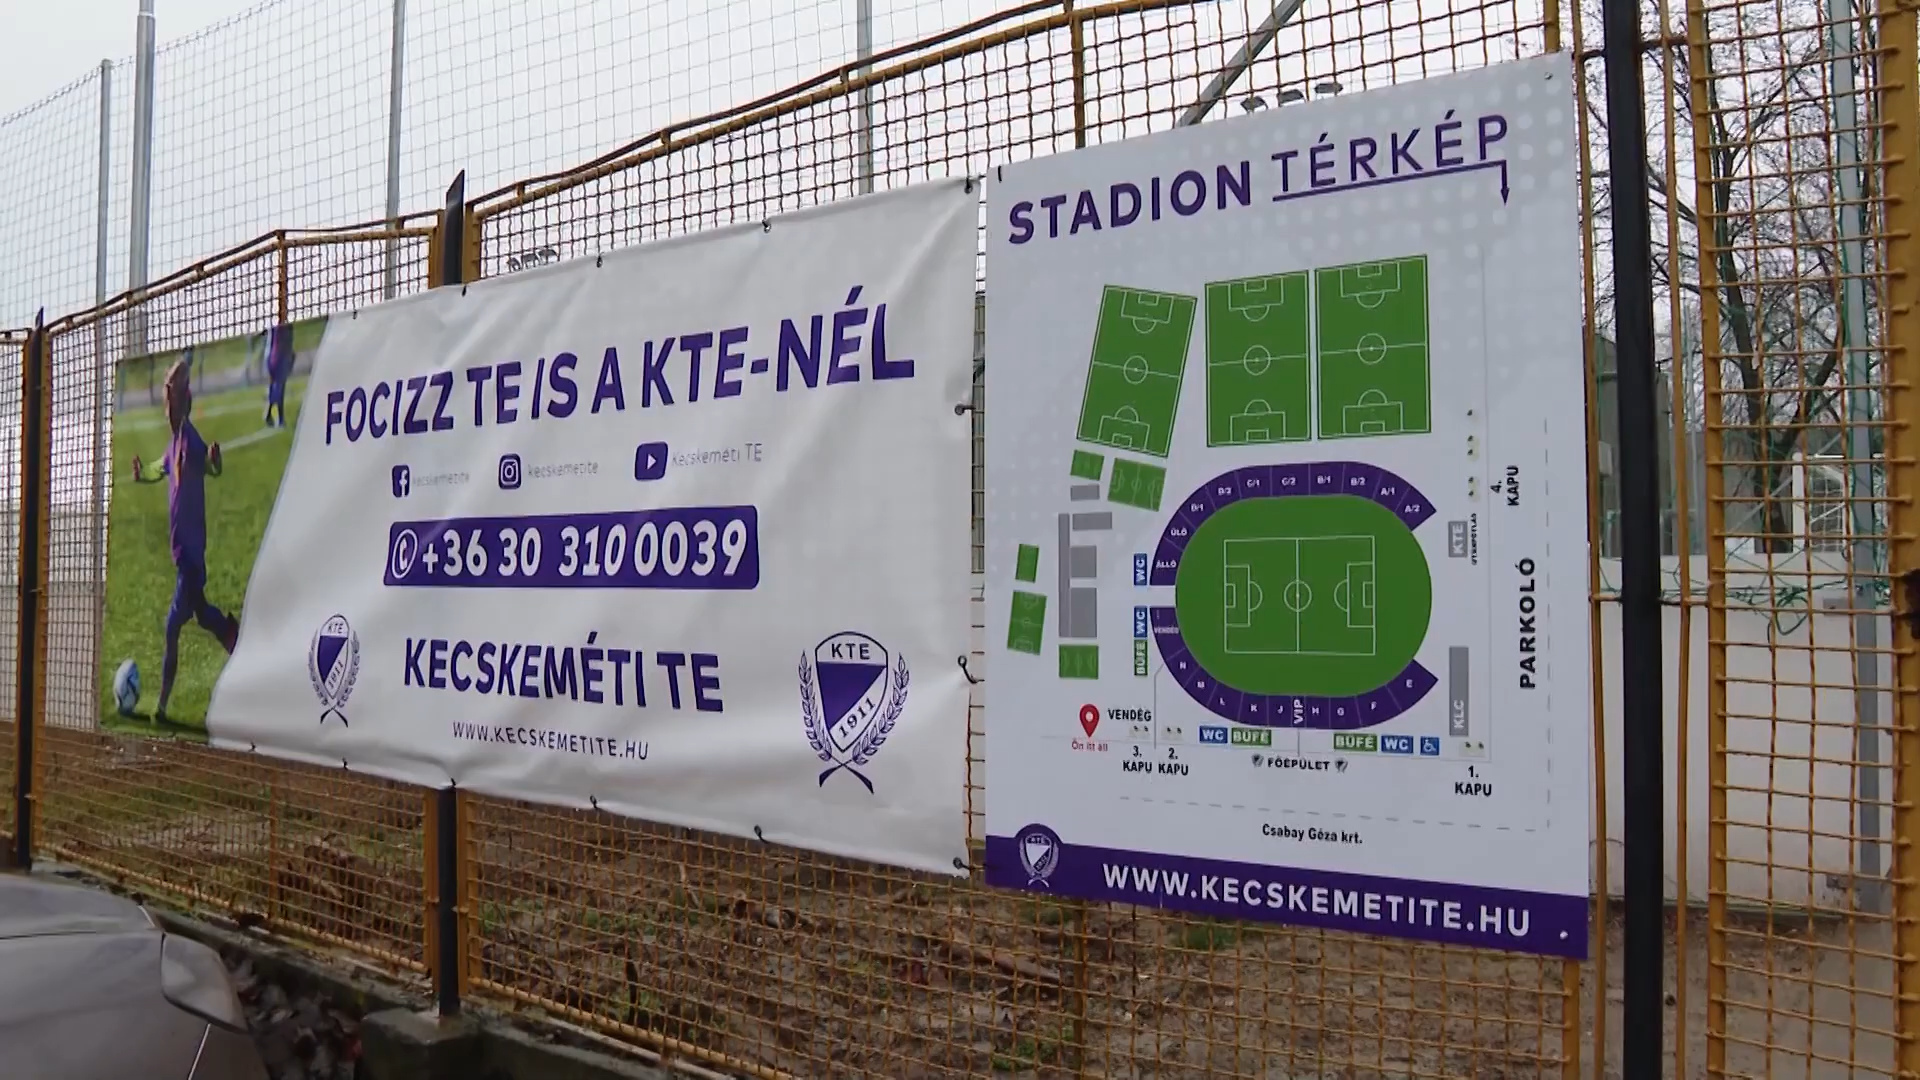 FOCIZZ TE IS A KTE-NÉL
kecskemetite
kecskemetite
Kecskeméti TE
+36 30 310 0039
KTE
1911
KECSKEMÉTI TE
WWW.KECSKEMETITE.HU
KTE
1911
STADION TÉRKÉP
B/1
B/2
C/1
C/2
B/1
B/2
A/1
A/2
ÜLŐ
ÁLLÓ
WC
WC
BÜFÉ
VENDÉG
N
M
L
K
J
VIP
H
G
F
E
KTE
4.
KAPU
PARKOLÓ
KLC
Ön itt áll
VENDÉG
3.
KAPU
2.
KAPU
WC
BÜFÉ
BÜFÉ
WC
FŐÉPÜLET
1.
KAPU
Csabay Géza krt.
KTE
1911
WWW.KECSKEMETITE.HU